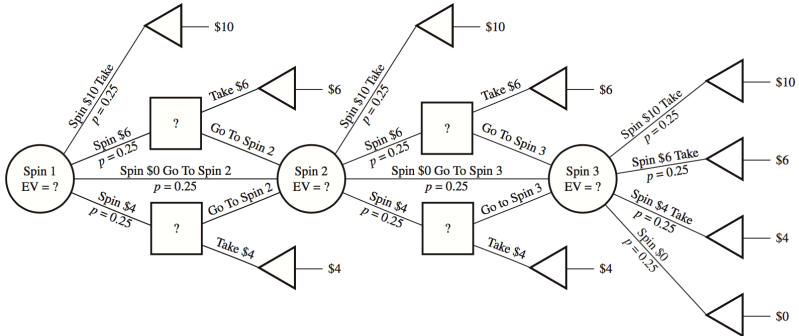 $10
Spin $10 Take
p = 0.25
Take $6
$6
Spin $6
p = 0.25
?
Go To Spin 2
Spin 1
EV = ?
Spin $0 Go To Spin 2
p = 0.25
Spin $4
p = 0.25
?
Go To Spin 2
Take $4
$4
$10
Spin $10 Take
p = 0.25
Take $6
$6
Spin $6
p = 0.25
?
Go To Spin 3
Spin 2
EV = ?
Spin $0 Go To Spin 3
p = 0.25
Spin $4
p = 0.25
?
Go to Spin 3
Take $4
$4
Spin 3
EV = ?
Spin $10 Take
p = 0.25
$10
Spin $6 Take
p = 0.25
$6
Spin $4 Take
p = 0.25
$4
Spin $0
p = 0.25
$0